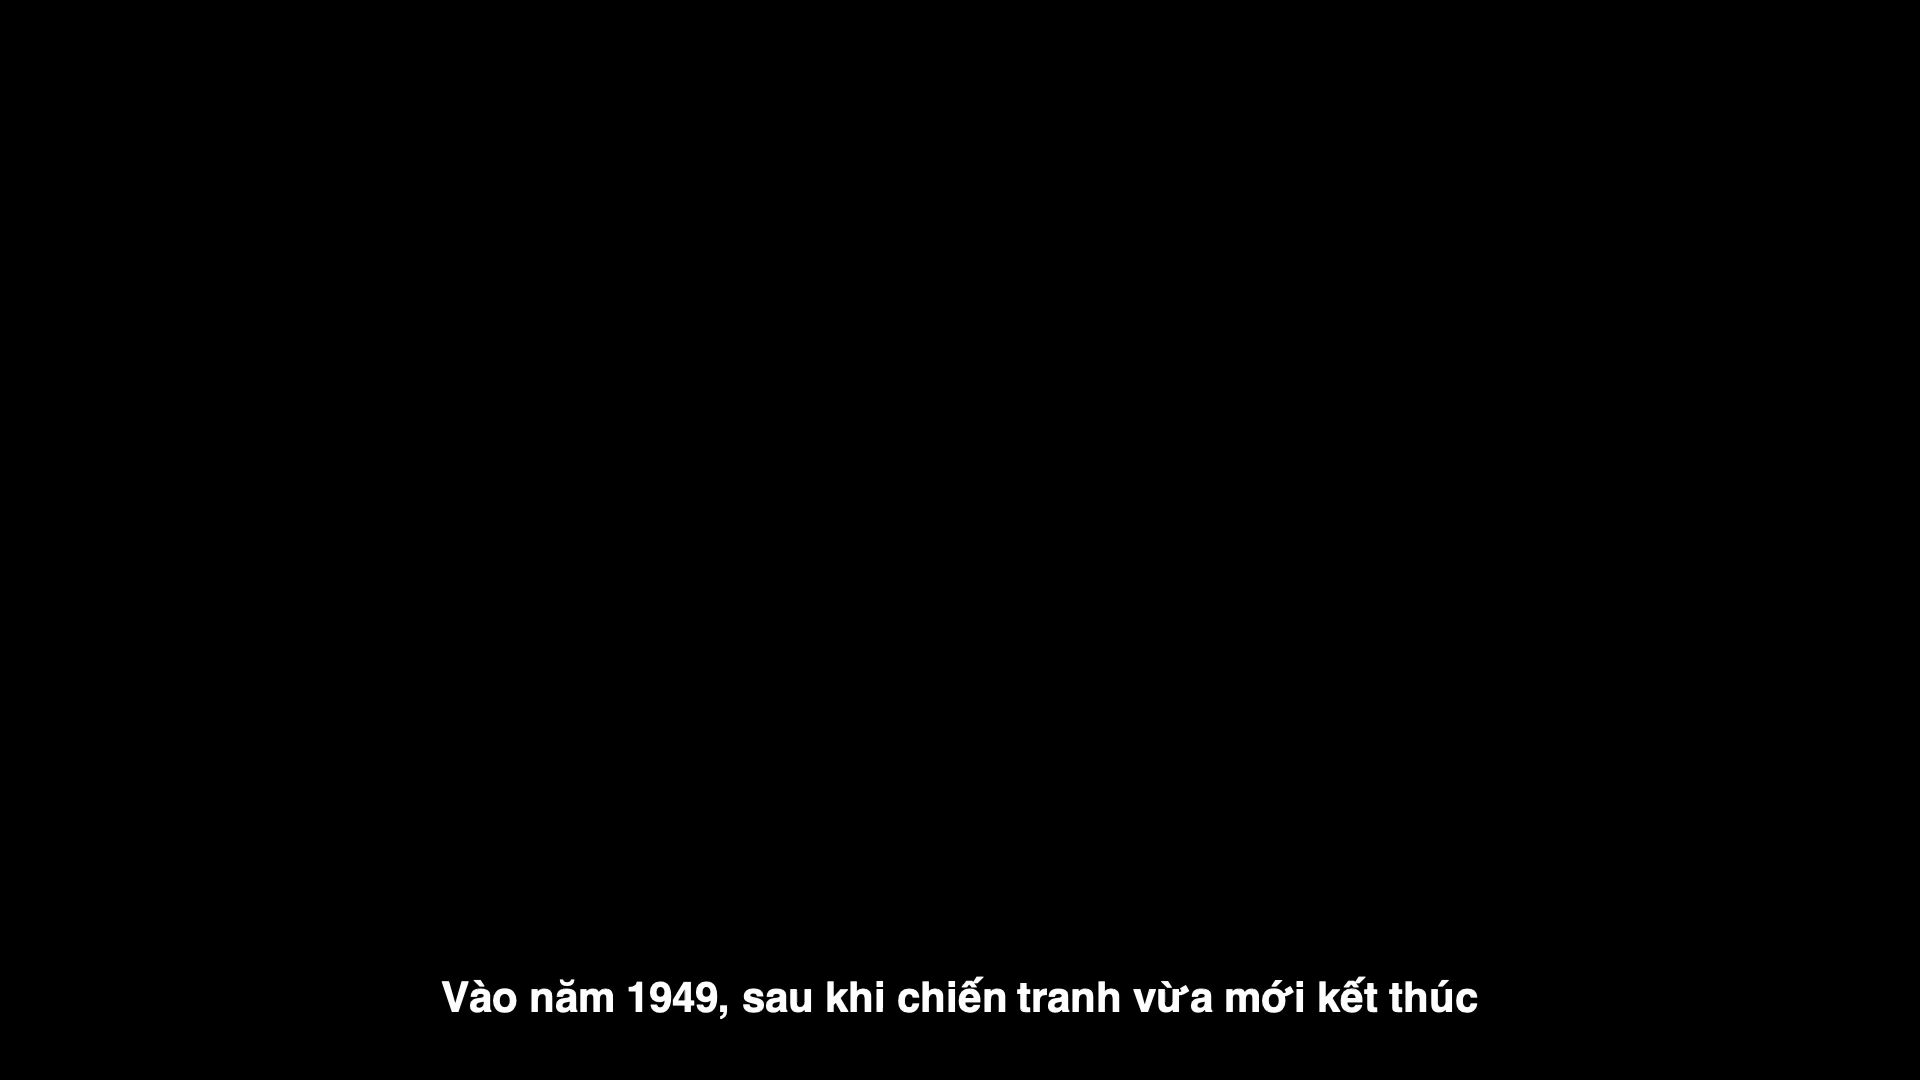 Vào năm 1949, sau khi chiến tranh vừa mới kết thúc